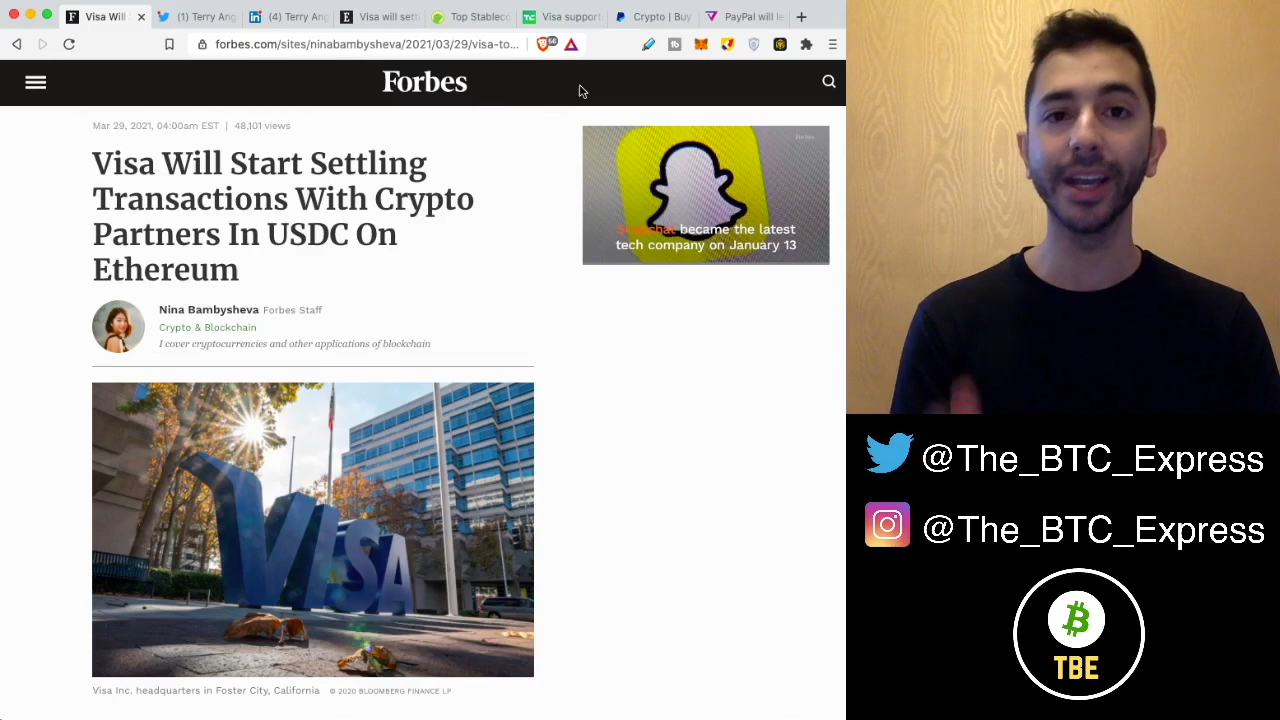 Visa Will
(1) Terry Ang
(4) Terry Ang
Visa will sett
Top Stableco
Visa support
Crypto | Buy
PayPal will le
forbes.com/sites/ninabambysheva/2021/03/29/visa-to...
Forbes
Mar 29, 2021, 04:00am EST | 48,101 views
Visa Will Start Settling
Transactions With Crypto
Partners In USDC On
Ethereum
Nina Bambysheva Forbes Staff
Crypto & Blockchain
I cover cryptocurrencies and other applications of blockchain
Forbes
Snapchat became the latest
tech company on January 13
VISA
Visa Inc. headquarters in Foster City, California © 2020 BLOOMBERG FINANCE LP
@The_BTC_Express
@The_BTC_Express
TBE